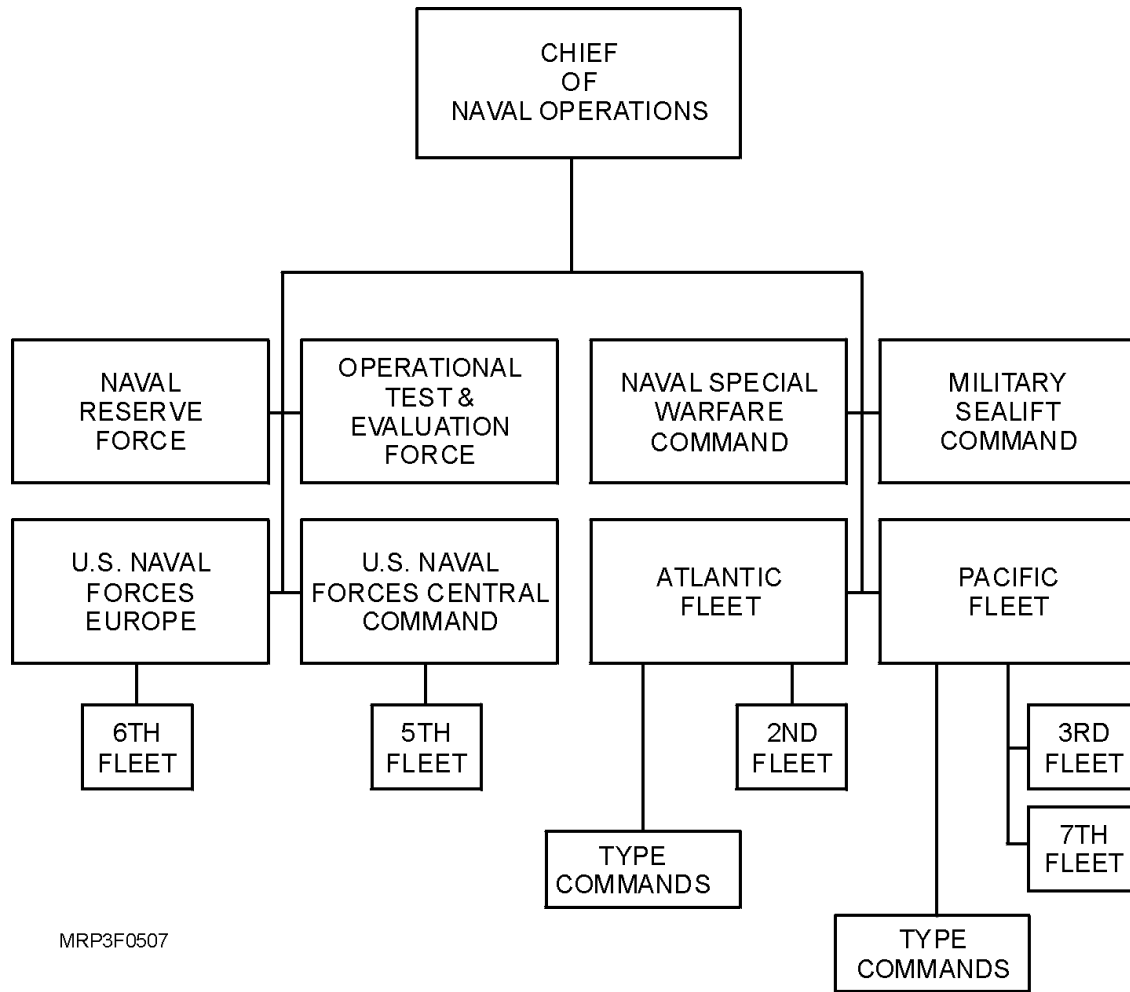 CHIEF
OF
NAVAL OPERATIONS
NAVAL
RESERVE
FORCE
OPERATIONAL
TEST &
EVALUATION
FORCE
NAVAL SPECIAL
WARFARE
COMMAND
MILITARY
SEALIFT
COMMAND
U.S. NAVAL
FORCES
EUROPE
U.S. NAVAL
FORCES CENTRAL
COMMAND
ATLANTIC
FLEET
PACIFIC
FLEET
6TH
FLEET
5TH
FLEET
2ND
FLEET
3RD
FLEET
7TH
FLEET
TYPE
COMMANDS
TYPE
COMMANDS
MRP3F0507